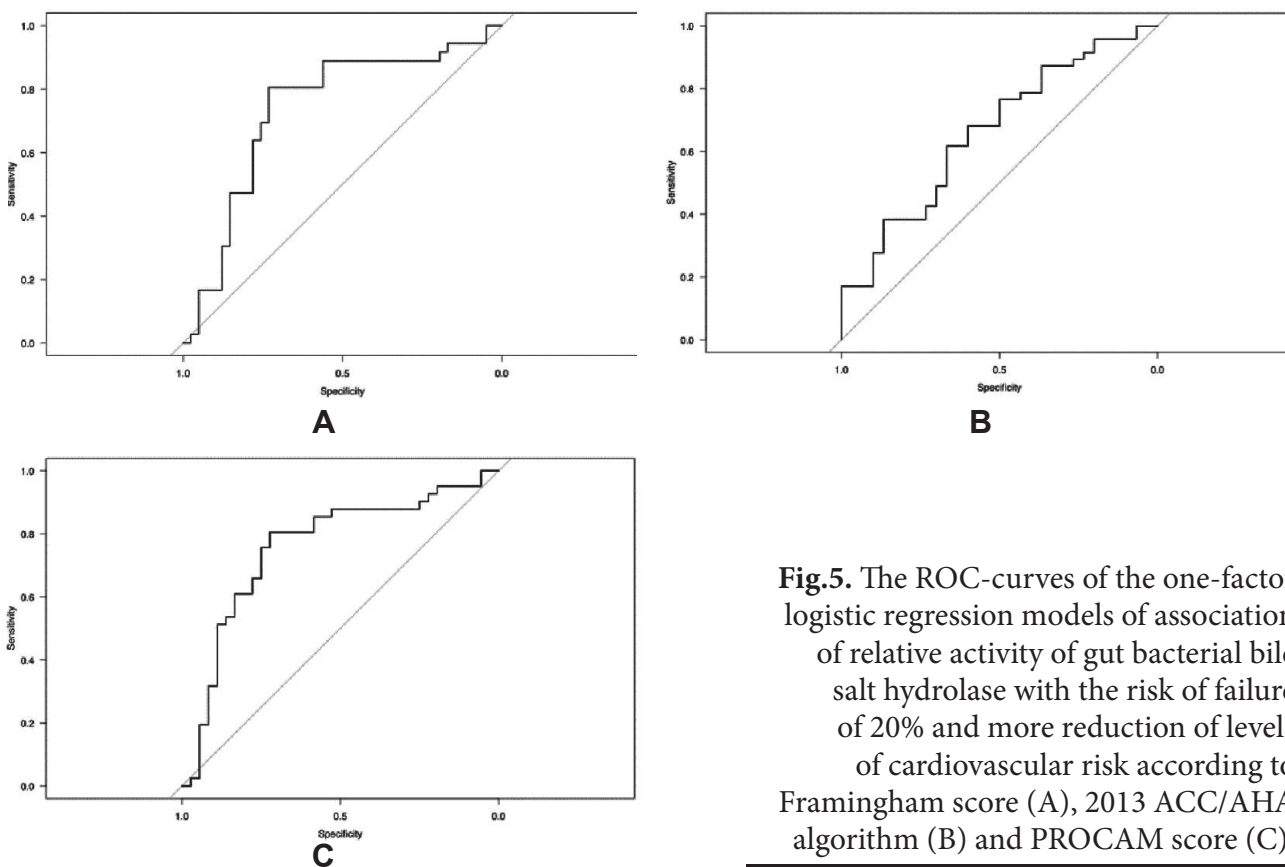 1.0
0.8
0.6
0.4
0.2
0.0
Sensitivity
1.0 0.5 0.0
Specificity
A
1.0
0.8
0.6
0.4
0.2
0.0
Sensitivity
1.0 0.5 0.0
Specificity
B
1.0
0.8
0.6
0.4
0.2
0.0
Sensitivity
1.0 0.5 0.0
Specificity
C
Fig.5. The ROC-curves of the one-factor
logistic regression models of association
of relative activity of gut bacterial bile
salt hydrolase with the risk of failure
of 20% and more reduction of level
of cardiovascular risk according to
Framingham score (A), 2013 ACC/AHA
algorithm (B) and PROCAM score (C)